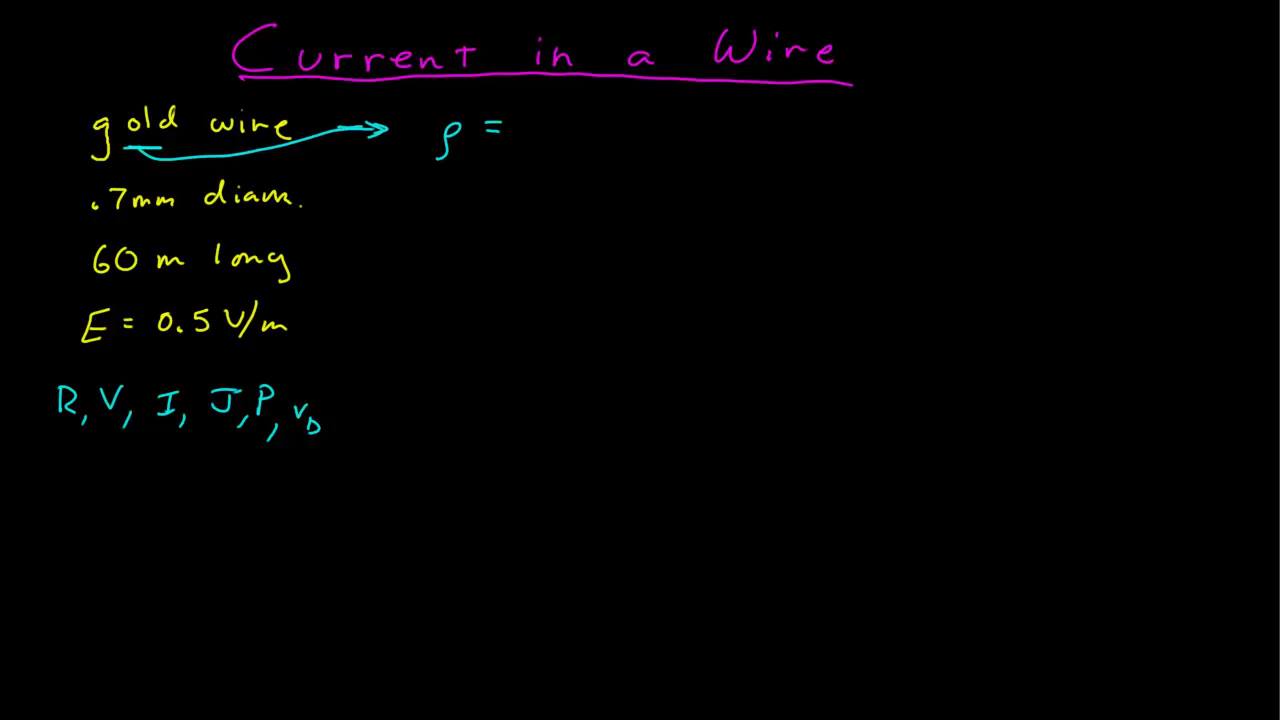 Current in a Wire
gold wire → ρ =
.7mm diam.
60 m long
E = 0.5 V/m
R, V, I, J, P, vD